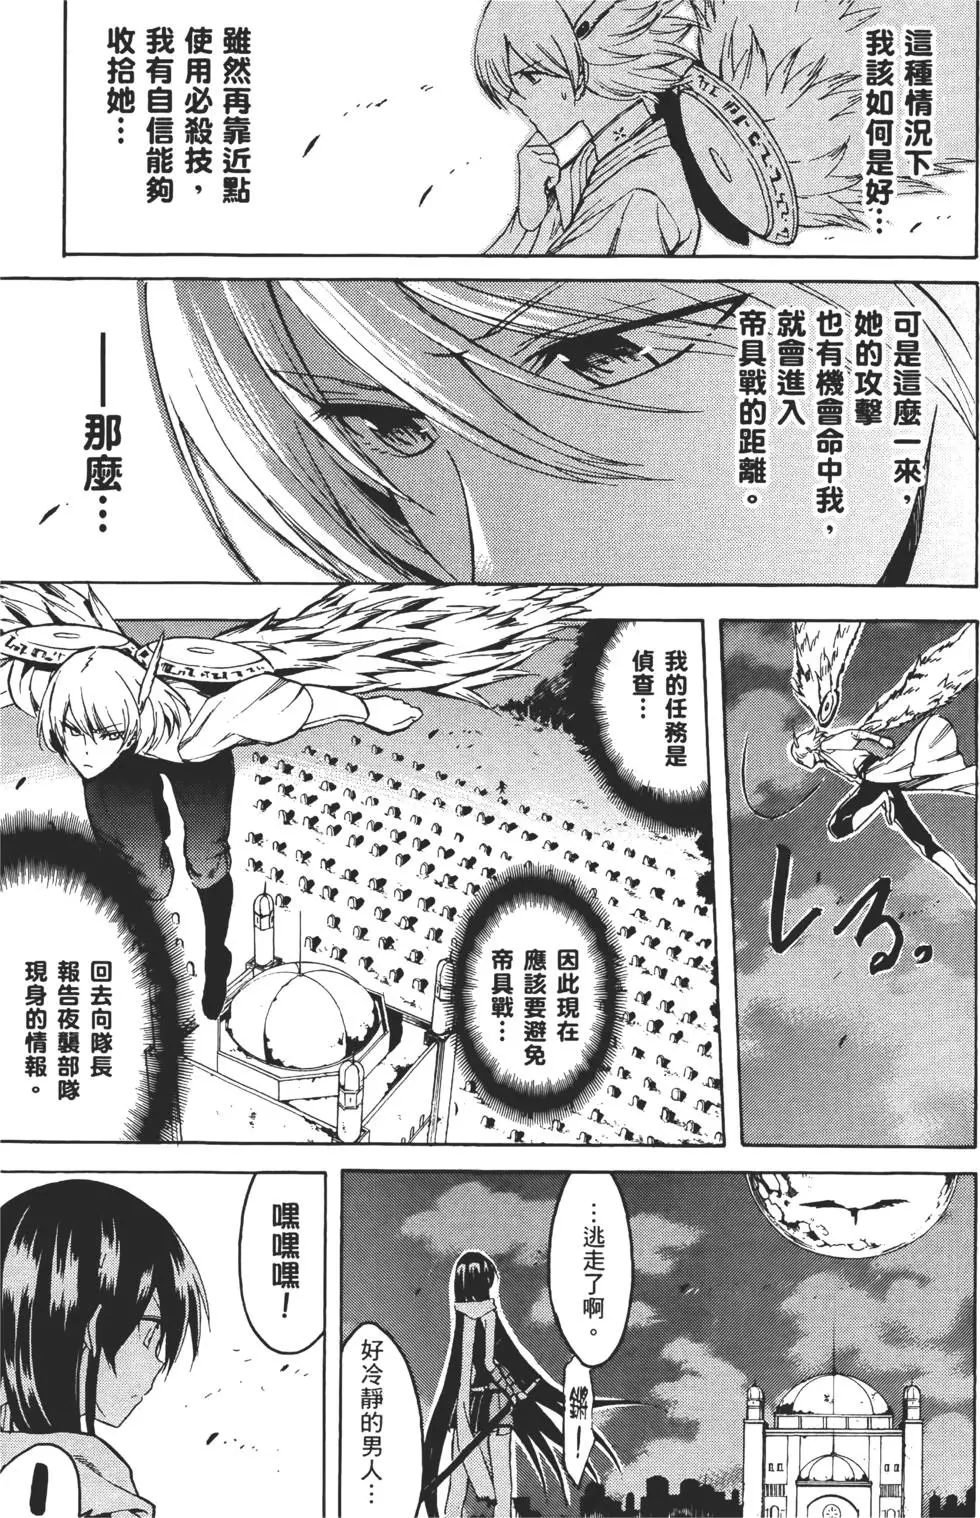 這種情況下
我該如何是好…
雖然再靠近點
使用必殺技，
我有自信能夠
收拾她…
可是這麼一來，
她的攻擊
也有機會命中我，
就會進入
帝具戰的距離。
——那麼…
しる。
我的任務是
偵查…
因此現在
應該要避免
帝具戰…
回去向隊長
報告夜襲部隊
現身的情報。
…逃走了啊。
好冷靜的男人…
嘿嘿嘿！